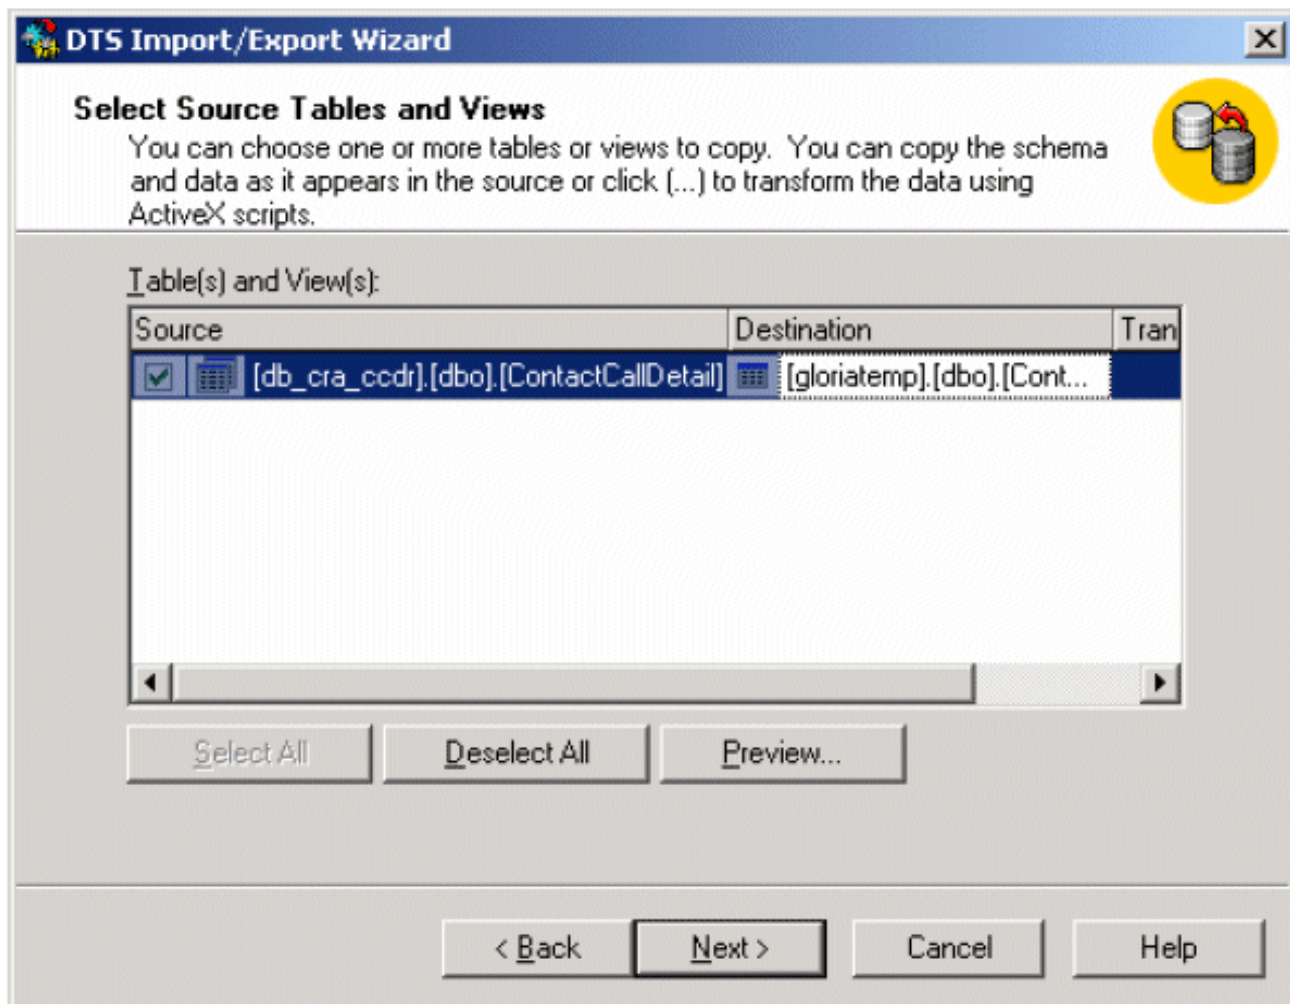 DTS Import/Export Wizard
Select Source Tables and Views
You can choose one or more tables or views to copy. You can copy the schema
and data as it appears in the source or click (...) to transform the data using
ActiveX scripts.
Table(s) and View(s):
Source Destination Tran
[db_cra_ccdr].[dbo].[ContactCallDetail] [gloriatemp].[dbo].[Cont...
Select All Deselect All Preview...
< Back Next > Cancel Help